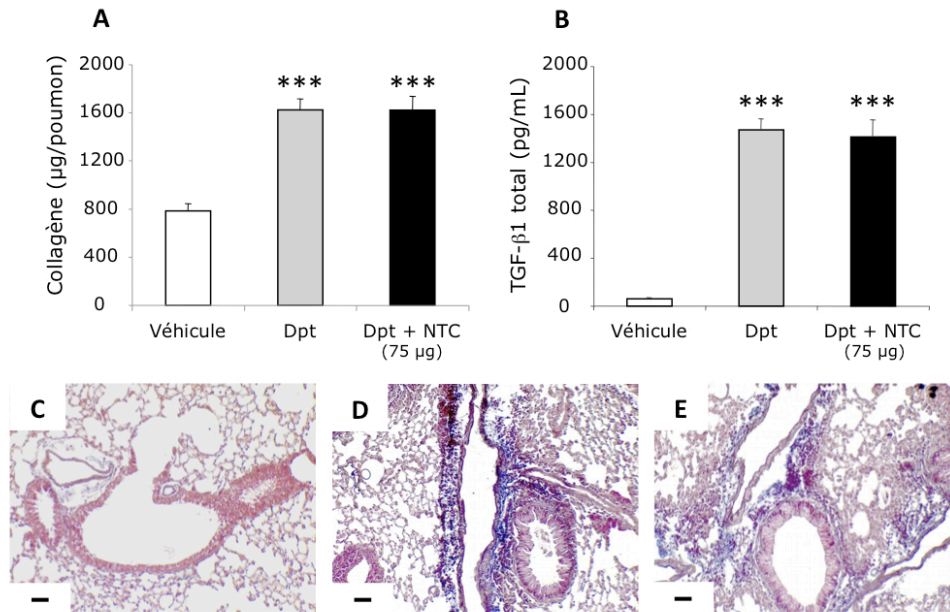 A
Collagène (µg/poumon)
2000
1600
1200
800
400
0
***
***
Véhicule
Dpt
Dpt + NTC
(75 µg)
B
TGF-β1 total (pg/mL)
2000
1600
1200
800
400
0
***
***
Véhicule
Dpt
Dpt + NTC
(75 µg)
C
D
E